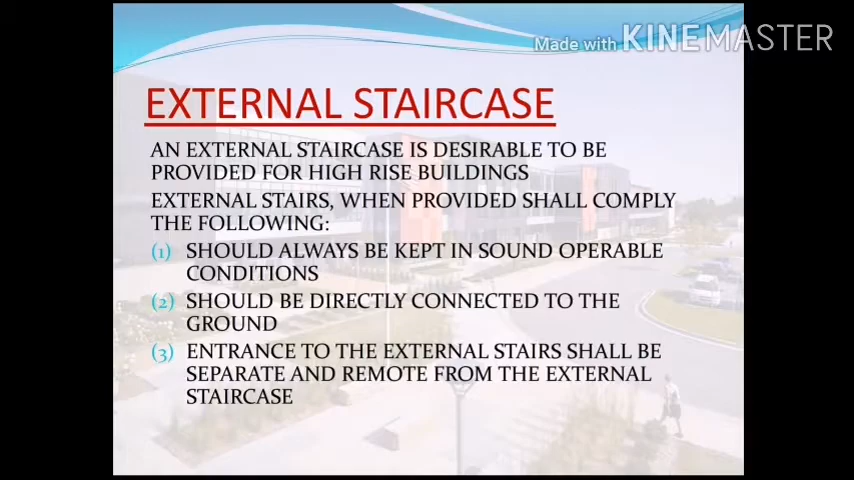 Made with KINEMASTER
EXTERNAL STAIRCASE
AN EXTERNAL STAIRCASE IS DESIRABLE TO BE
PROVIDED FOR HIGH RISE BUILDINGS
EXTERNAL STAIRS, WHEN PROVIDED SHALL COMPLY
THE FOLLOWING:
(1) SHOULD ALWAYS BE KEPT IN SOUND OPERABLE
CONDITIONS
(2) SHOULD BE DIRECTLY CONNECTED TO THE
GROUND
(3) ENTRANCE TO THE EXTERNAL STAIRS SHALL BE
SEPARATE AND REMOTE FROM THE EXTERNAL
STAIRCASE